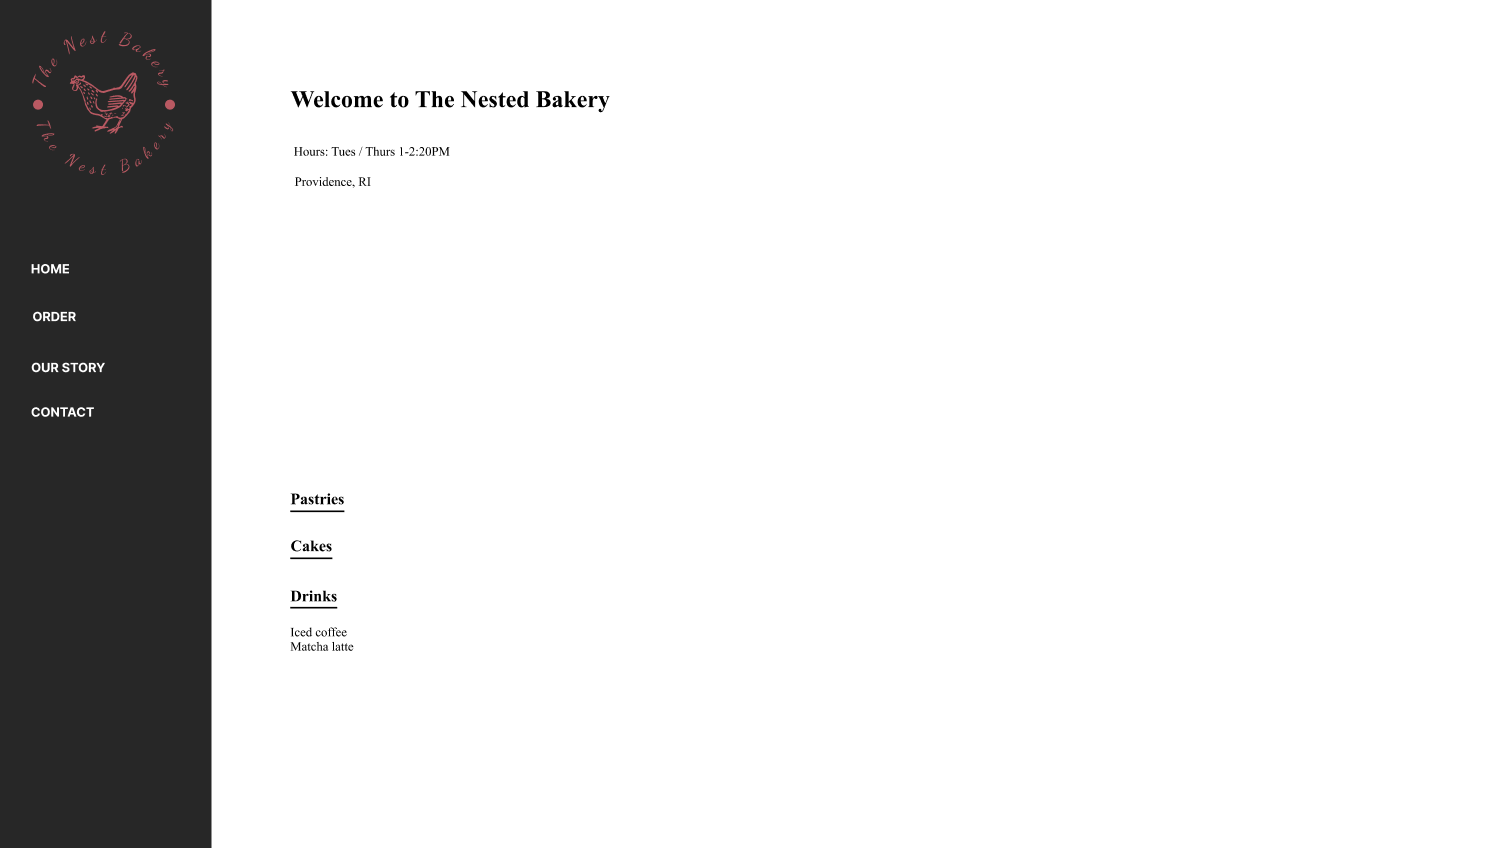 The Nest Bakery
The Nest Bakery
HOME
ORDER
OUR STORY
CONTACT
Welcome to The Nested Bakery
Hours: Tues / Thurs 1-2:20PM
Providence, RI
Pastries
Cakes
Drinks
Iced coffee
Matcha latte